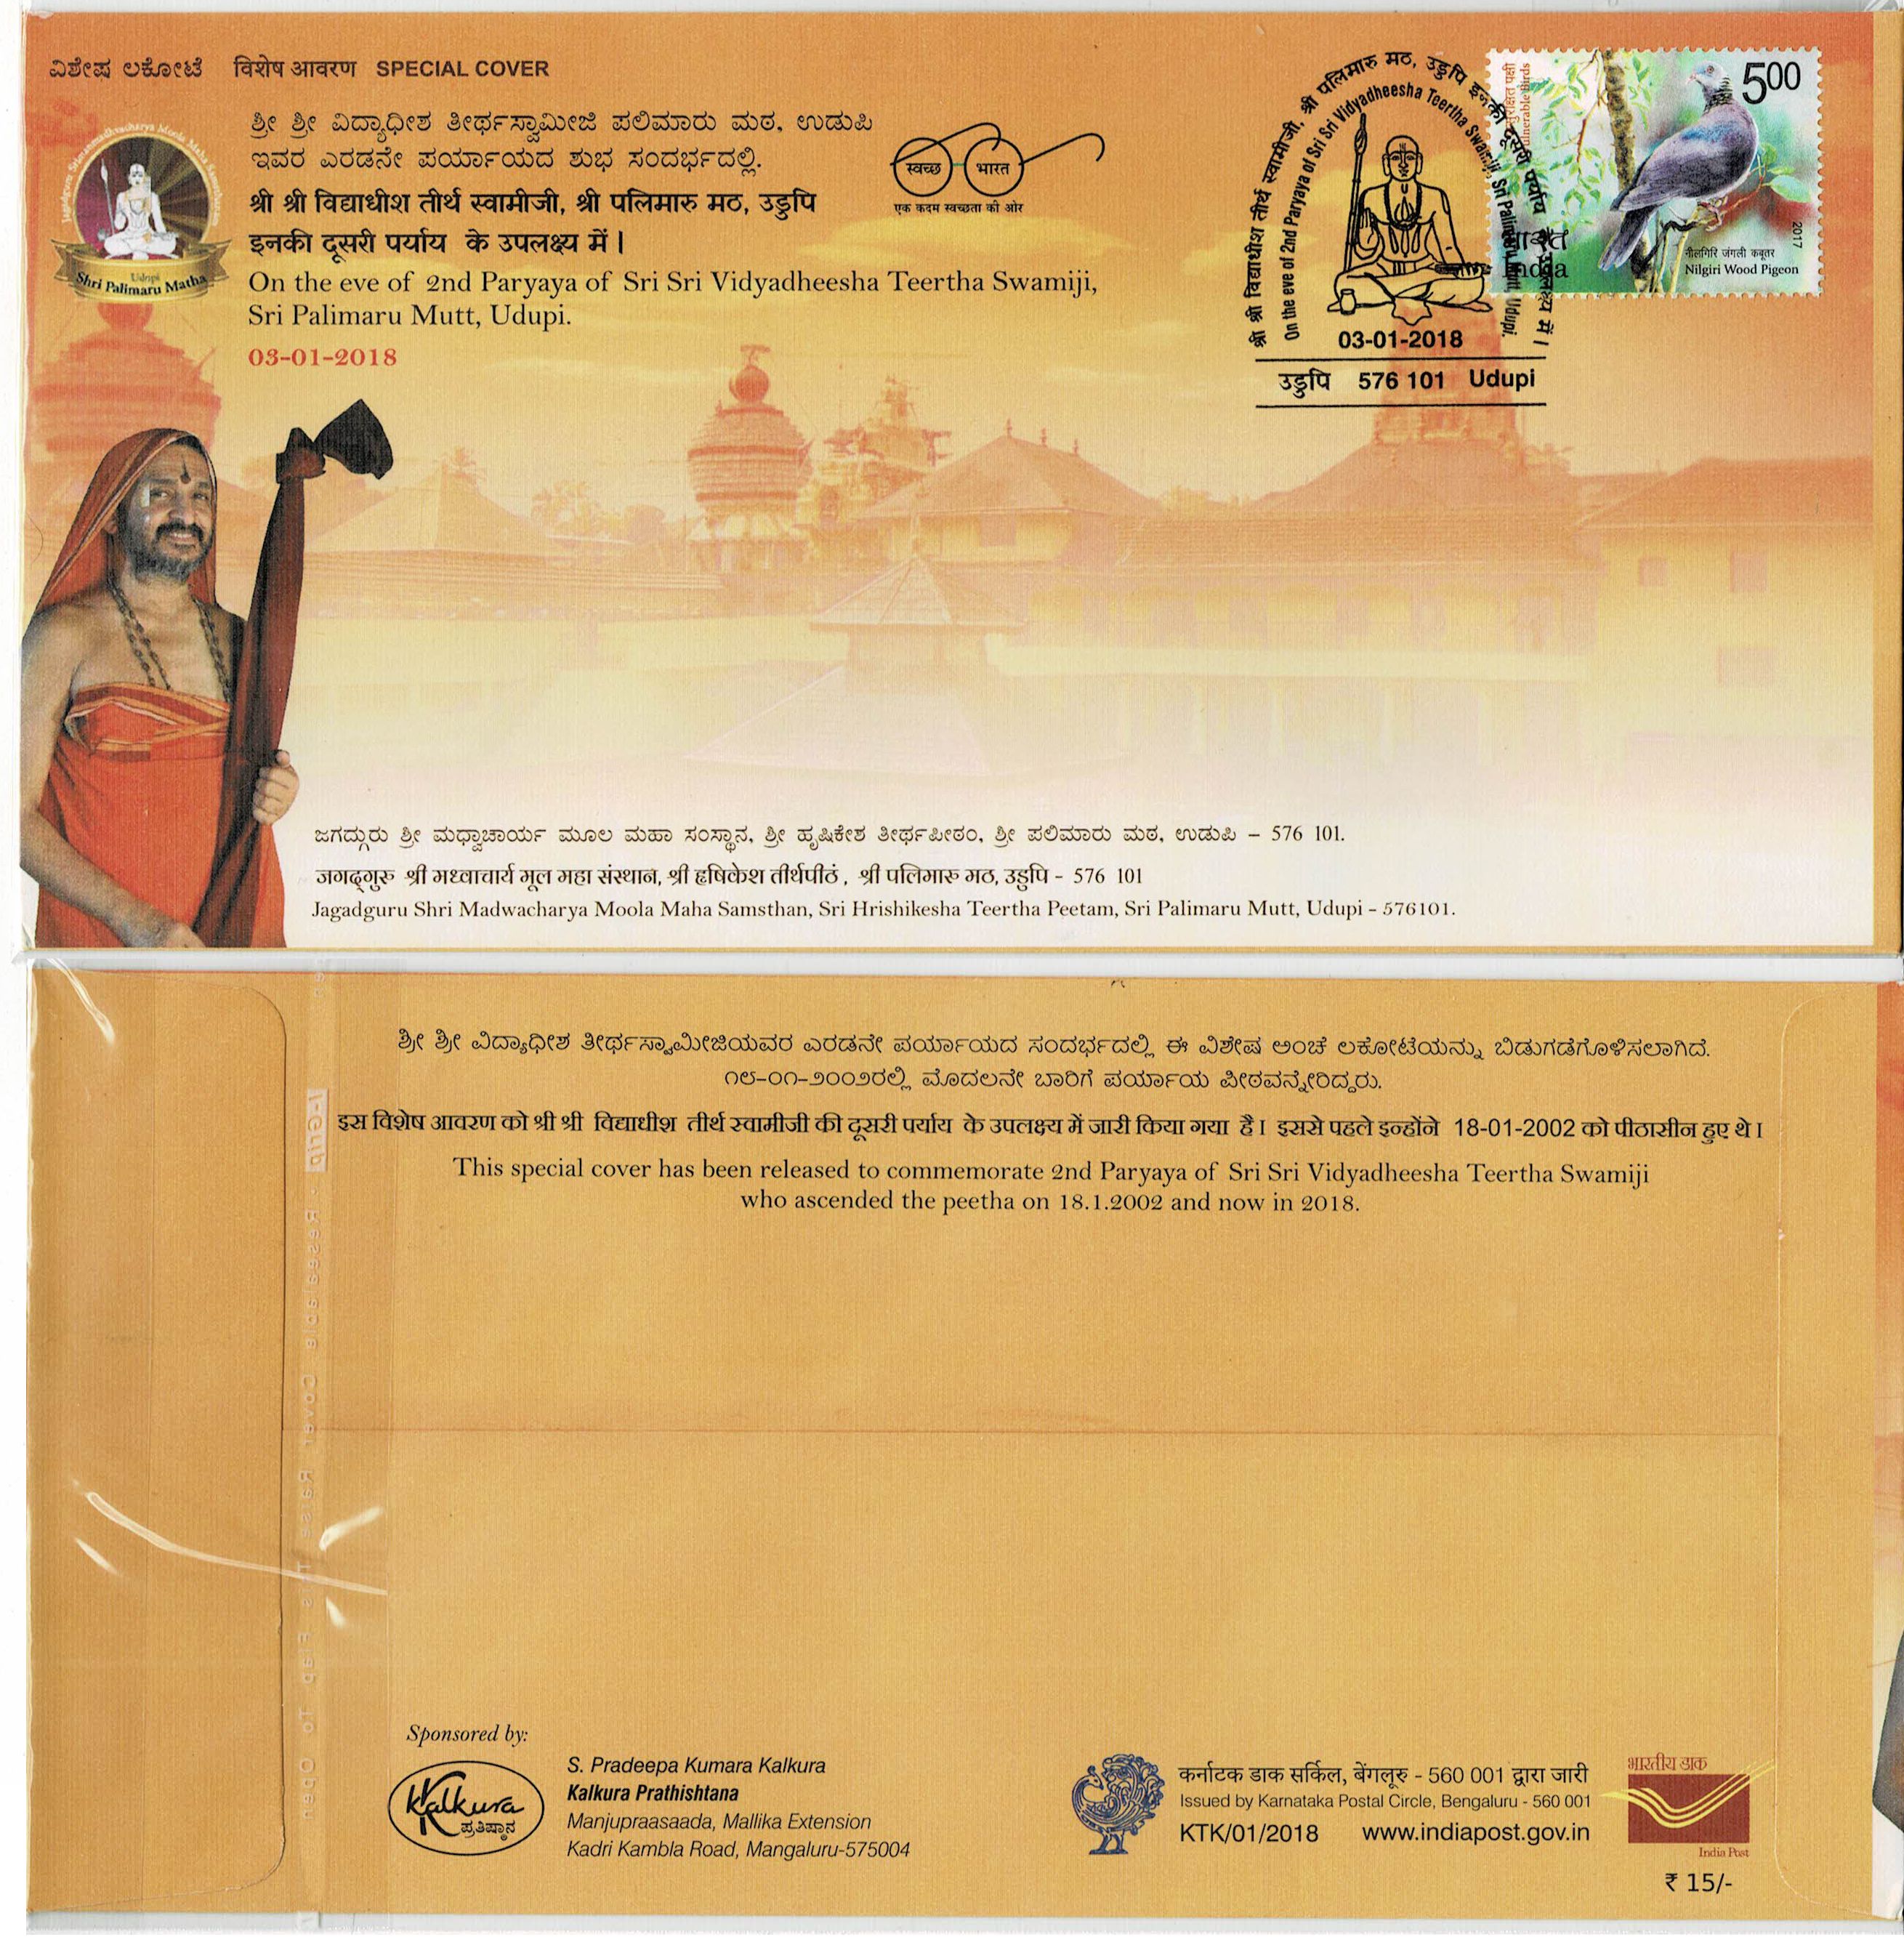 ವಿಶೇಷ ಲಕೋಟೆ विशेष आवरण SPECIAL COVER
ಶ್ರೀ ಶ್ರೀ ವಿದ್ಯಾಧೀಶ ತೀರ್ಥಸ್ವಾಮೀಜಿ ಪಲಿಮಾರು ಮಠ, ಉಡುಪಿ
ಇವರ ಎರಡನೇ ಪರ್ಯಾಯದ ಶುಭ ಸಂದರ್ಭದಲ್ಲಿ.
श्री श्री विद्याधीश तीर्थ स्वामीजी, श्री पलिमारु मठ, उडुपि
इनकी दूसरी पर्याय के उपलक्ष्य में |
On the eve of 2nd Paryaya of Sri Sri Vidyadheesha Teertha Swamiji,
Sri Palimaru Mutt, Udupi.
03-01-2018
Udupi
Shri Palimaru Matha
स्वच्छ भारत
एक कदम स्वच्छता की ओर
श्री श्री विद्याधीश तीर्थ स्वामीजी, श्री पलिमारु मठ, उडुपि इनकी दूसरी पर्याय के उपलक्ष्य में |
On the eve of 2nd Paryaya of Sri Sri Vidyadheesha Teertha Swamiji, Sri Palimaru Mutt, Udupi.
03-01-2018
उडुपि 576 101 Udupi
Vulnerable Birds
500
भारत
India
2017
नीलगिरि जंगली कबूतर
Nilgiri Wood Pigeon
ಜಗದ್ಗುರು ಶ್ರೀ ಮಧ್ವಾಚಾರ್ಯ ಮೂಲ ಮಹಾ ಸಂಸ್ಥಾನ, ಶ್ರೀ ಹೃಷಿಕೇಶ ತೀರ್ಥಪೀಠಂ, ಶ್ರೀ ಪಲಿಮಾರು ಮಠ, ಉಡುಪಿ – 576 101.
जगद्गुरु श्री मध्वाचार्य मूल महा संस्थान, श्री हृषिकेश तीर्थपीठं, श्री पलिमारु मठ, उडुपि - 576 101
Jagadguru Shri Madwacharya Moola Maha Samsthan, Sri Hrishikesha Teertha Peetam, Sri Palimaru Mutt, Udupi - 576101.
ಶ್ರೀ ಶ್ರೀ ವಿದ್ಯಾಧೀಶ ತೀರ್ಥಸ್ವಾಮೀಜಿಯವರ ಎರಡನೇ ಪರ್ಯಾಯದ ಸಂದರ್ಭದಲ್ಲಿ ಈ ವಿಶೇಷ ಅಂಚೆ ಲಕೋಟೆಯನ್ನು ಬಿಡುಗಡೆಗೊಳಿಸಲಾಗಿದೆ.
೧೮-೦೧-೨೦೦೨ರಲ್ಲಿ ಮೊದಲನೇ ಬಾರಿಗೆ ಪರ್ಯಾಯ ಪೀಠವನ್ನೇರಿದ್ದರು.
इस विशेष आवरण को श्री श्री विद्याधीश तीर्थ स्वामीजी की दूसरी पर्याय के उपलक्ष्य में जारी किया गया है। इससे पहले इन्होंने 18-01-2002 को पीठासीन हुए थे।
This special cover has been released to commemorate 2nd Paryaya of Sri Sri Vidyadheesha Teertha Swamiji
who ascended the peetha on 18.1.2002 and now in 2018.
Resealable Cover Raise This Flap To Open
Sponsored by:
Kalkura
ಪ್ರತಿಷ್ಠಾನ
S. Pradeepa Kumara Kalkura
Kalkura Prathishtana
Manjupraasaada, Mallika Extension
Kadri Kambla Road, Mangaluru-575004
कर्नाटक डाक सर्किल, बेंगलूरु - 560 001 द्वारा जारी
Issued by Karnataka Postal Circle, Bengaluru - 560 001
KTK/01/2018 www.indiapost.gov.in
भारतीय डाक
India Post
₹ 15/-